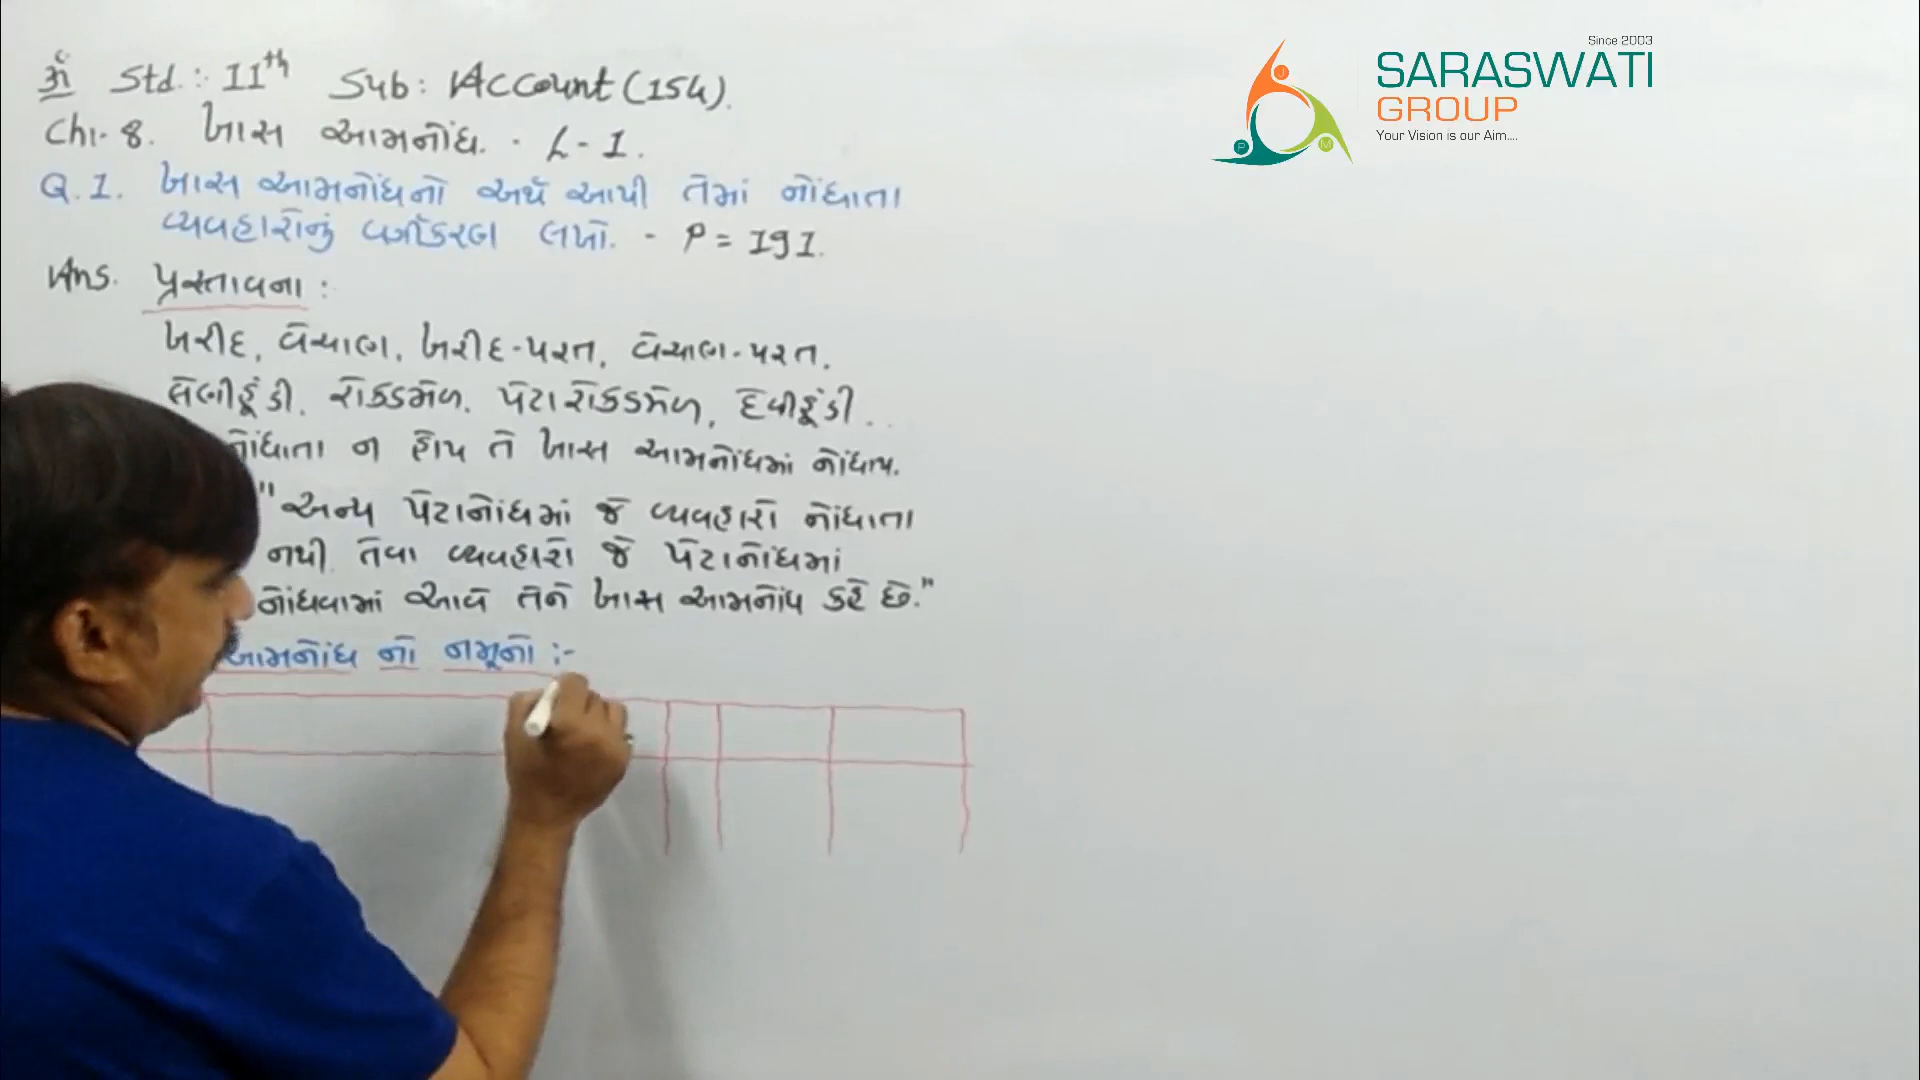 ૐ Std.: 11th Sub: Account (154).
Ch-8. ખાસ આમનોંધ. - L-1.
Q.1. ખાસ આમનોંધનો અર્થ આપી તેમાં નોંધાતા
વ્યવહારોનું વર્ગીકરણ લખો. - P = 191.
Ans. પ્રસ્તાવના :
ખરીદ, વેચાણ, ખરીદ-પરત, વેચાણ-પરત,
લેણીહૂંડી, રોકડમેળ, પેટા રોકડમેળ, દેવીહૂંડી..
નોંધાતા ન હોય તે ખાસ આમનોંધમાં નોંધાય.
"અન્ય પેટાનોંધમાં જે વ્યવહારો નોંધાતા
નથી તેવા વ્યવહારો જે પેટાનોંધમાં
નોંધવામાં આવે તેને ખાસ આમનોંધ કહે છે."
આમનોંધ નો નમૂનો :-
Since 2003
SARASWATI
GROUP
Your Vision is our Aim....
J
P
M